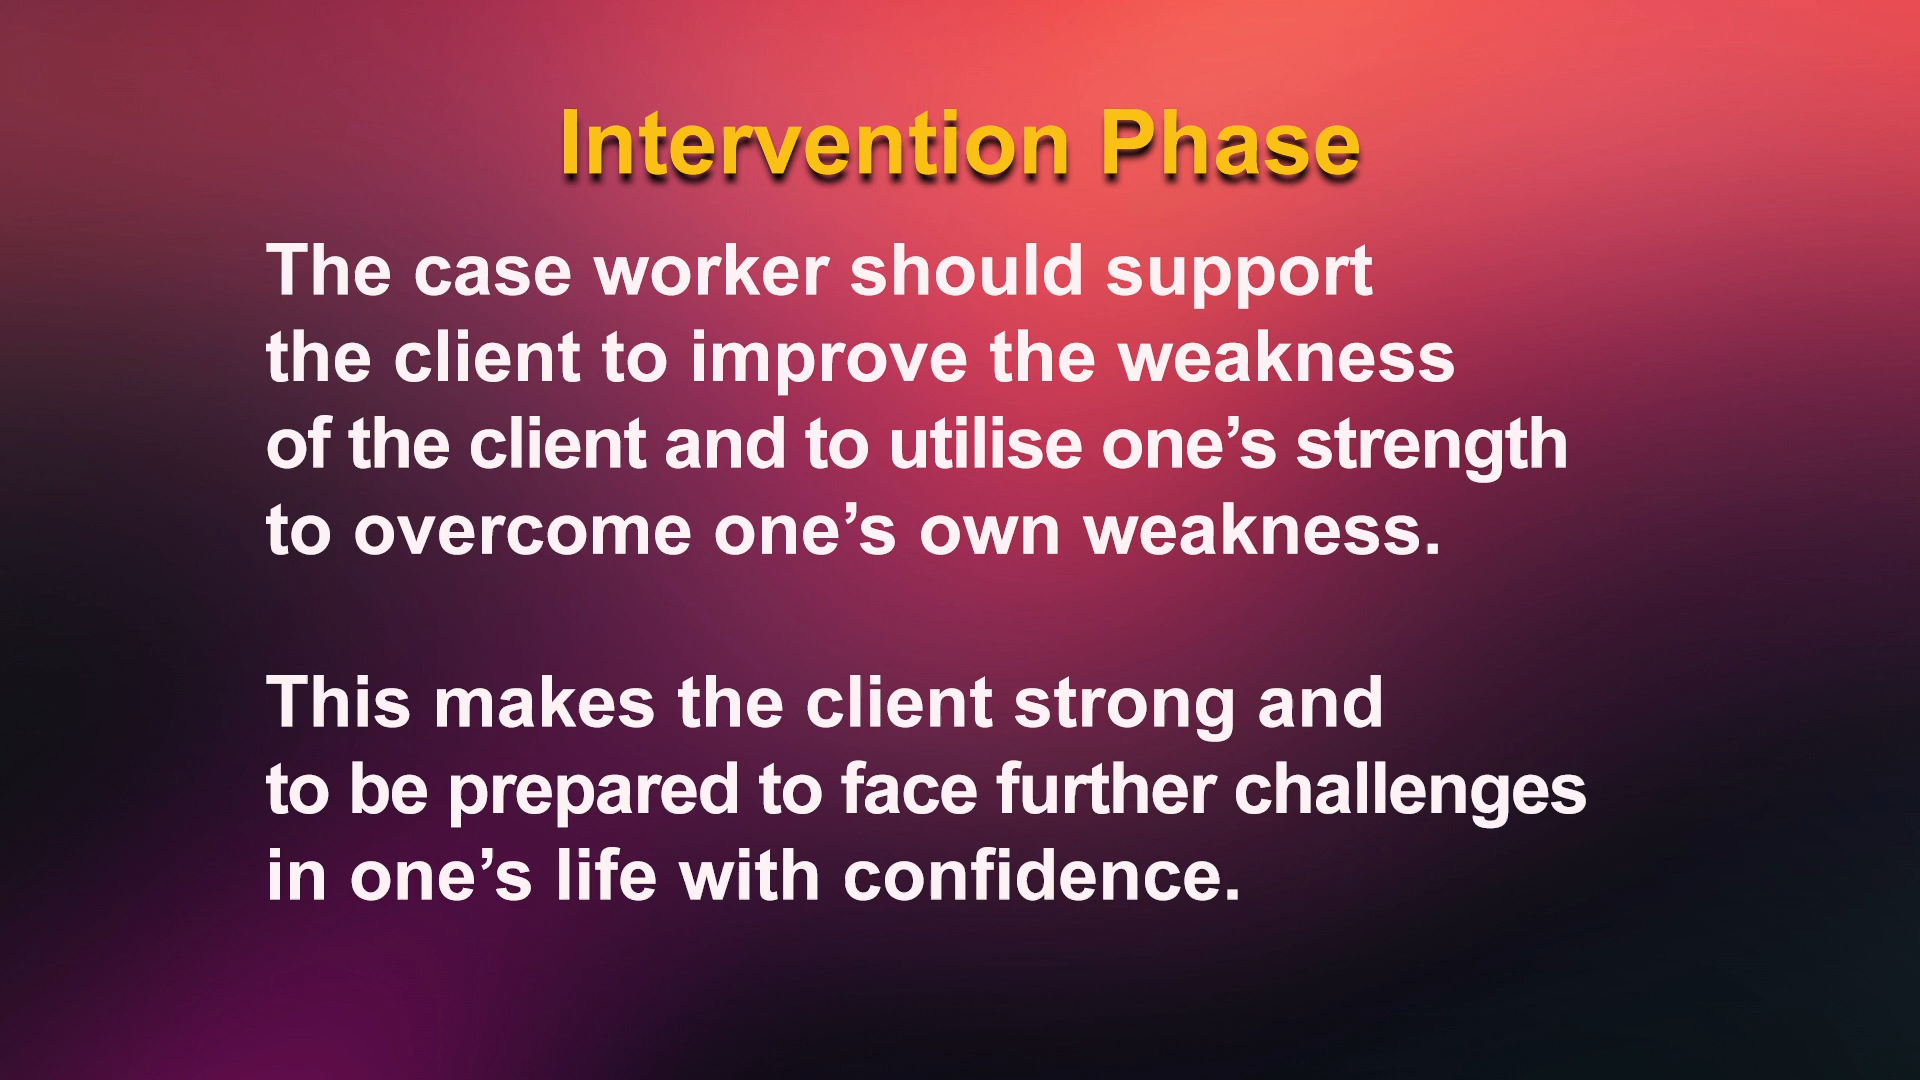 Intervention Phase
The case worker should support
the client to improve the weakness
of the client and to utilise one’s strength
to overcome one’s own weakness.
This makes the client strong and
to be prepared to face further challenges
in one’s life with confidence.